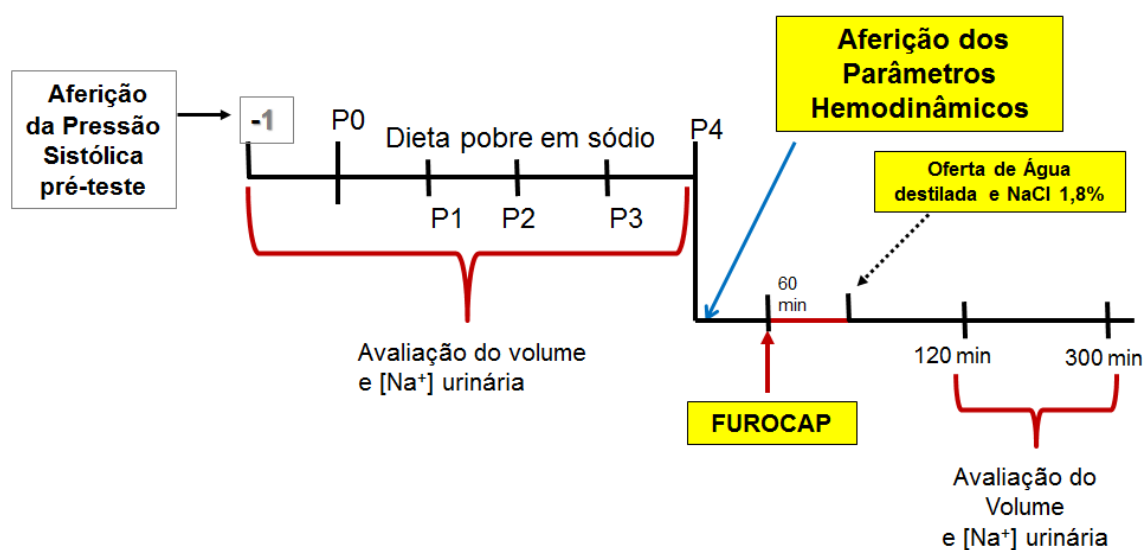 Aferição
da Pressão
Sistólica
pré-teste
-1
P0
Dieta pobre em sódio
P4
P1
P2
P3
Avaliação do volume
e [Na⁺] urinária
Aferição dos
Parâmetros
Hemodinâmicos
Oferta de Água
destilada e NaCl 1,8%
60
min
FUROCAP
120 min
300 min
Avaliação do
Volume
e [Na⁺] urinária